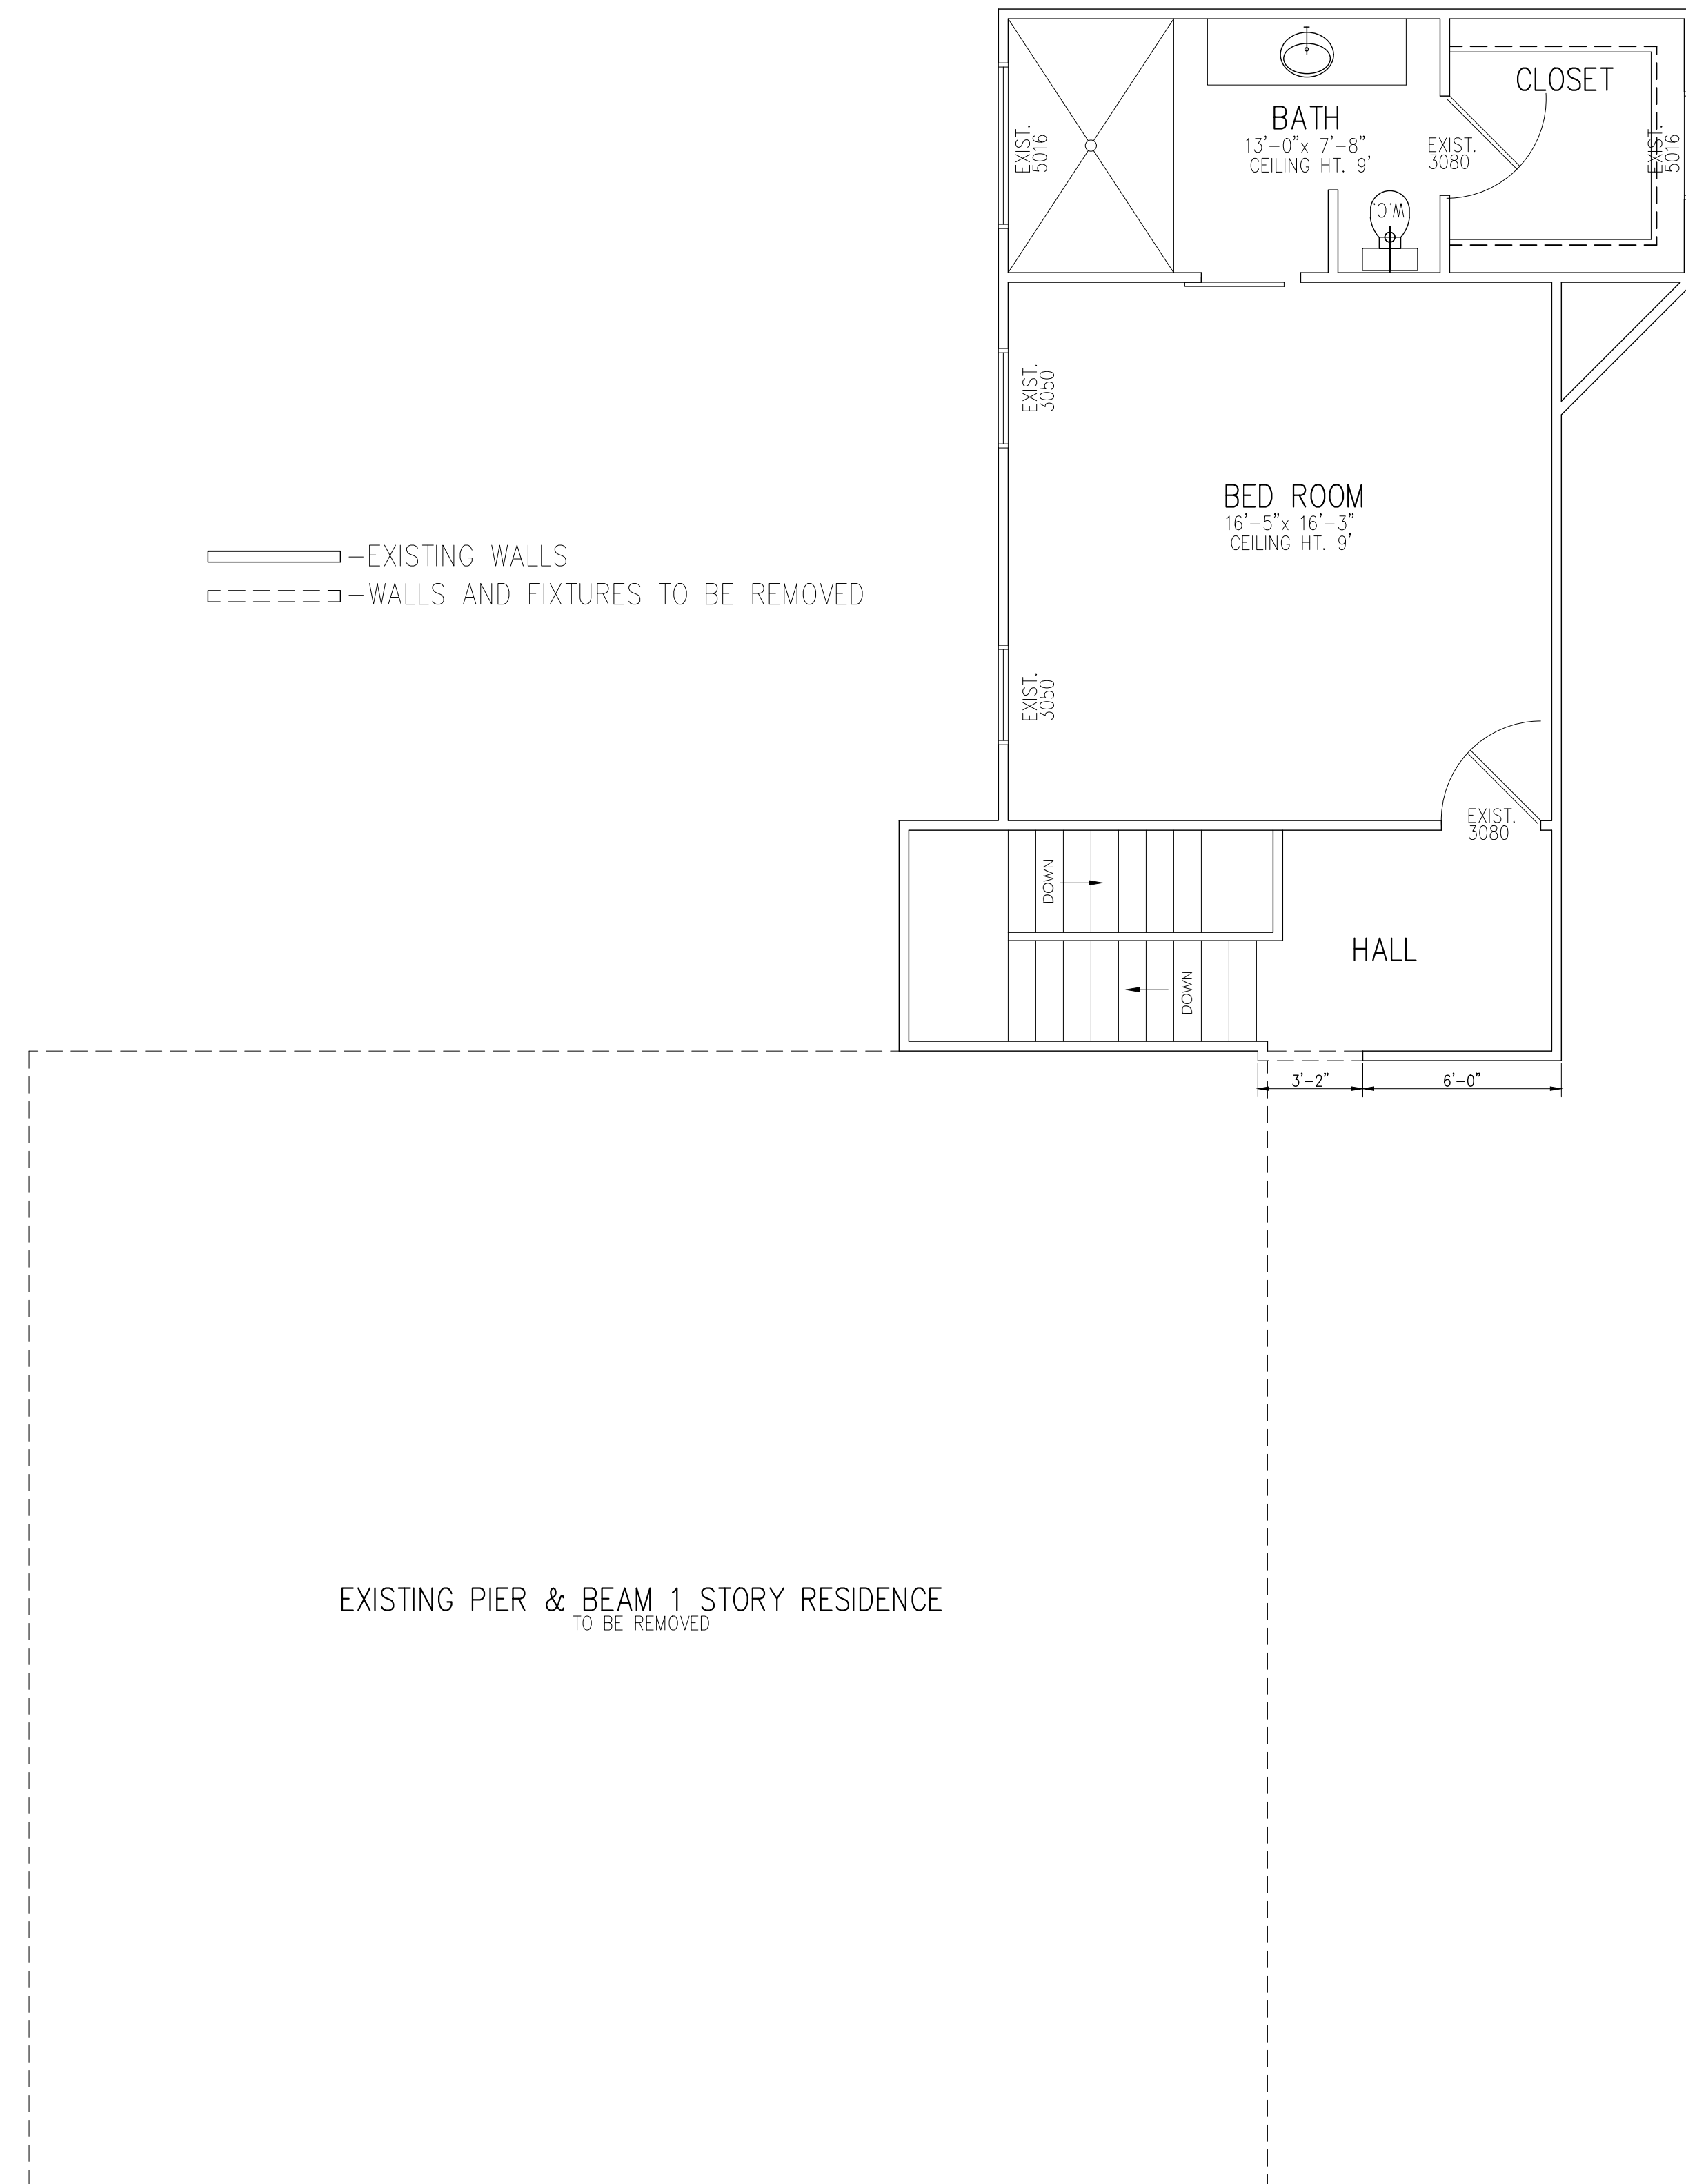 CLOSET
BATH
13'-0"x 7'-8"
CEILING HT. 9'
EXIST.
5016
EXIST.
3080
EXIST.
5016
W.C.
EXIST.
3050
BED ROOM
16'-5"x 16'-3"
CEILING HT. 9'
-EXISTING WALLS
-WALLS AND FIXTURES TO BE REMOVED
EXIST.
3050
EXIST.
3080
DOWN
HALL
DOWN
3'-2"
6'-0"
EXISTING PIER & BEAM 1 STORY RESIDENCE
TO BE REMOVED